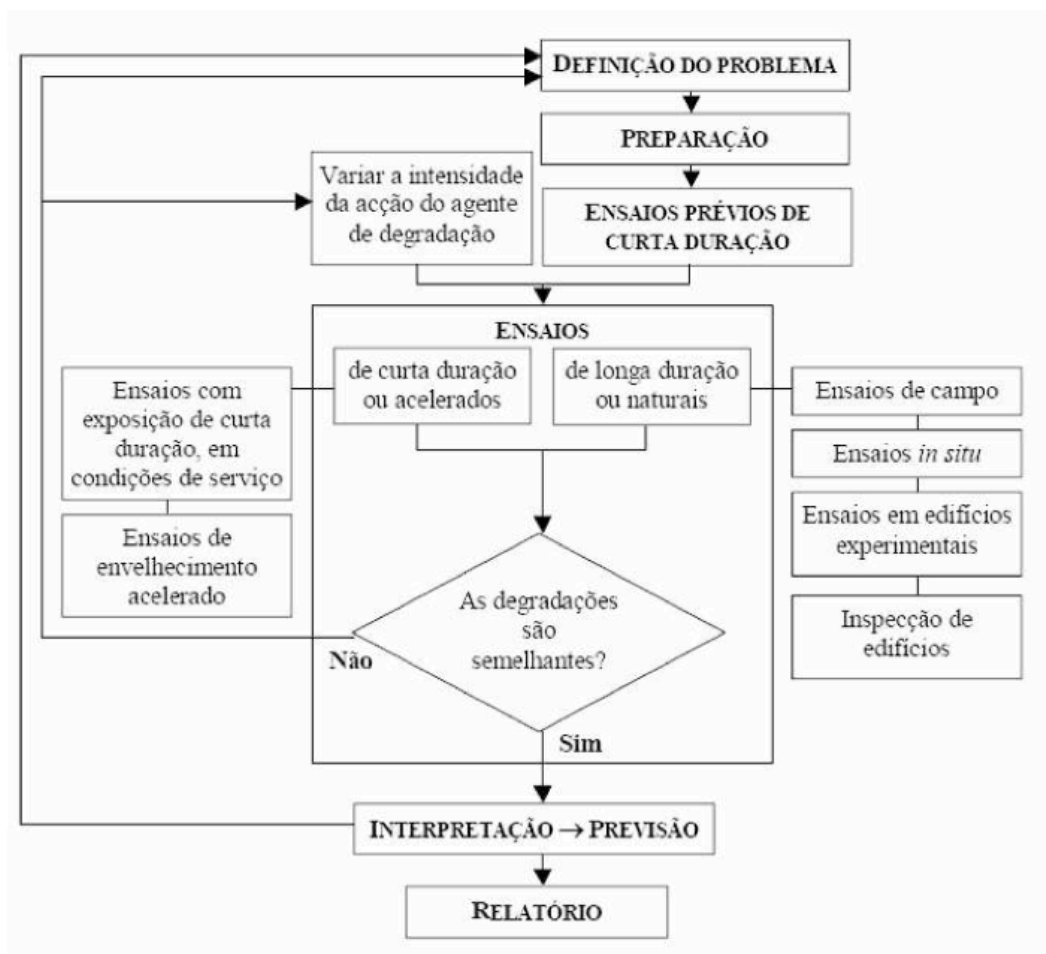 DEFINIÇÃO DO PROBLEMA
PREPARAÇÃO
Variar a intensidade
da acção do agente
de degradação
ENSAIOS PRÉVIOS DE
CURTA DURAÇÃO
ENSAIOS
de curta duração
ou acelerados
de longa duração
ou naturais
Ensaios com
exposição de curta
duração, em
condições de serviço
Ensaios de
envelhecimento
acelerado
Ensaios de campo
Ensaios in situ
Ensaios em edifícios
experimentais
Inspecção de
edifícios
As degradações
são
semelhantes?
Não
Sim
INTERPRETAÇÃO → PREVISÃO
RELATÓRIO